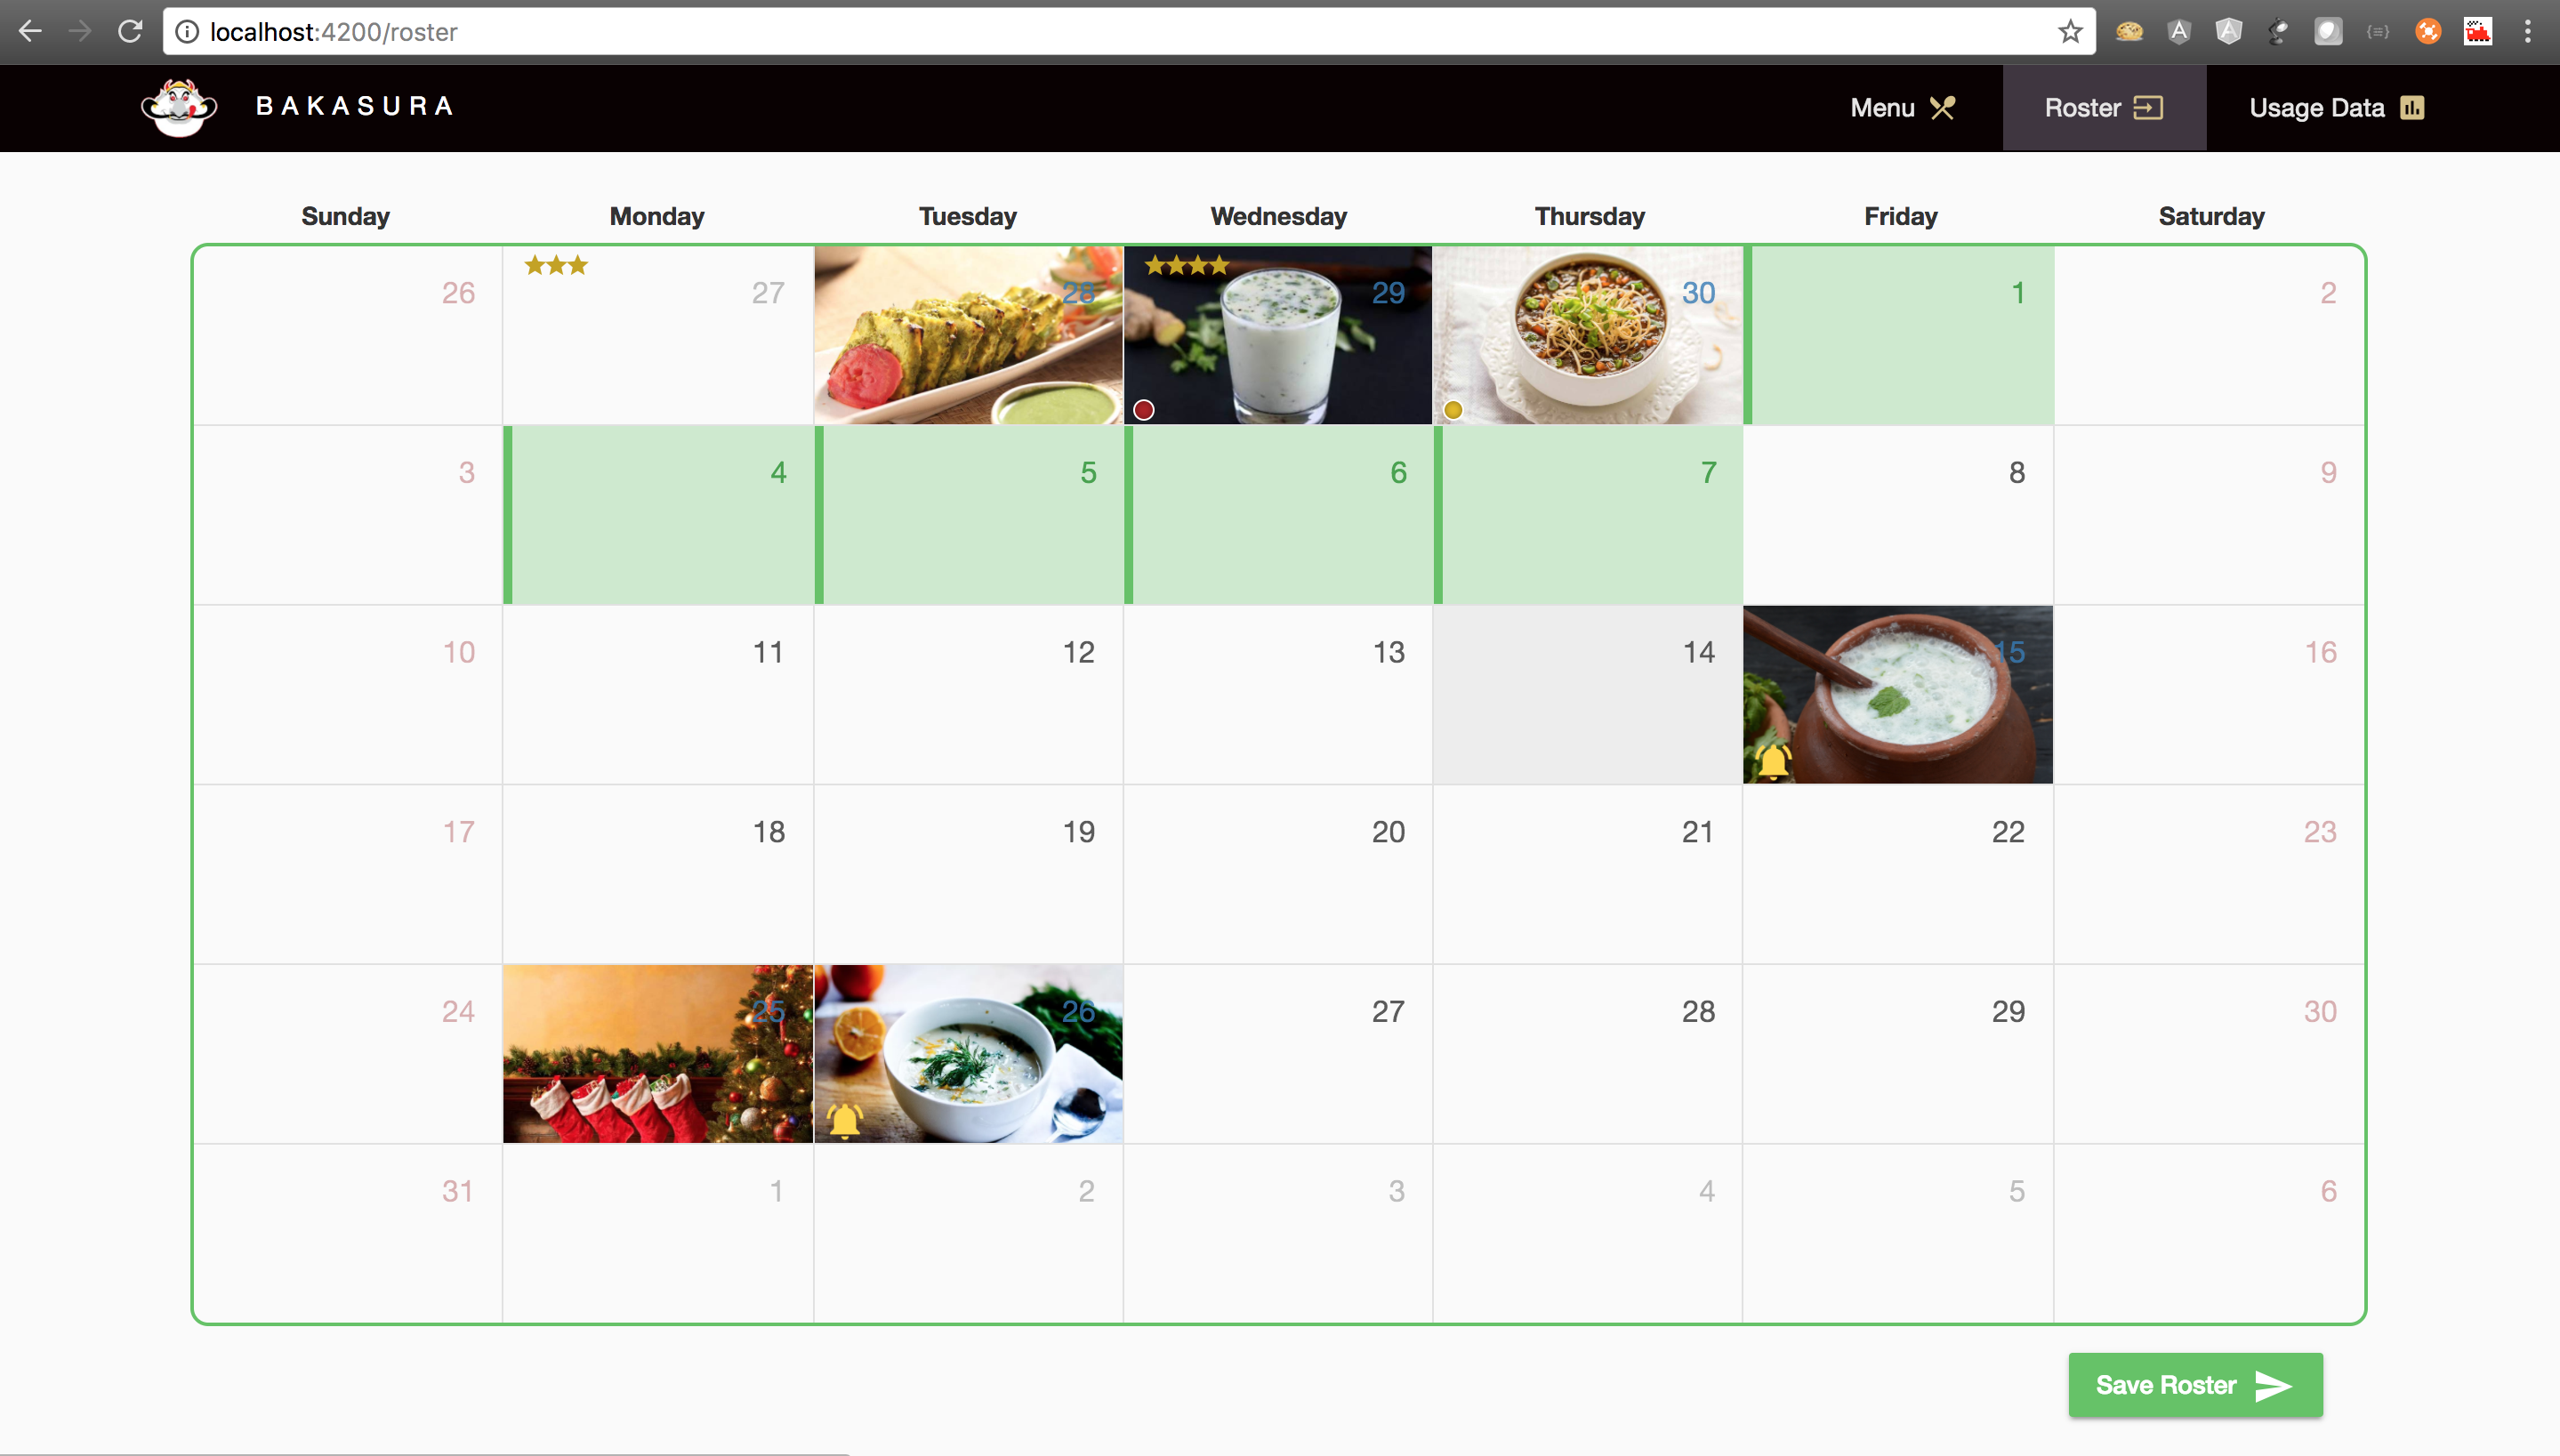 localhost:4200/roster
BAKASURA
Menu Roster Usage Data
Sunday Monday Tuesday Wednesday Thursday Friday Saturday
26 27 28 29 30 1 2
3 4 5 6 7 8 9
10 11 12 13 14 15 16
17 18 19 20 21 22 23
24 25 26 27 28 29 30
31 1 2 3 4 5 6
Save Roster